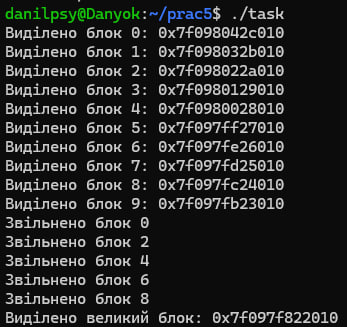 danilpsy@Danyok:~/prac5$ ./task
Виділено блок 0: 0x7f098042c010
Виділено блок 1: 0x7f098032b010
Виділено блок 2: 0x7f098022a010
Виділено блок 3: 0x7f0980129010
Виділено блок 4: 0x7f0980028010
Виділено блок 5: 0x7f097ff27010
Виділено блок 6: 0x7f097fe26010
Виділено блок 7: 0x7f097fd25010
Виділено блок 8: 0x7f097fc24010
Виділено блок 9: 0x7f097fb23010
Звільнено блок 0
Звільнено блок 2
Звільнено блок 4
Звільнено блок 6
Звільнено блок 8
Виділено великий блок: 0x7f097f822010